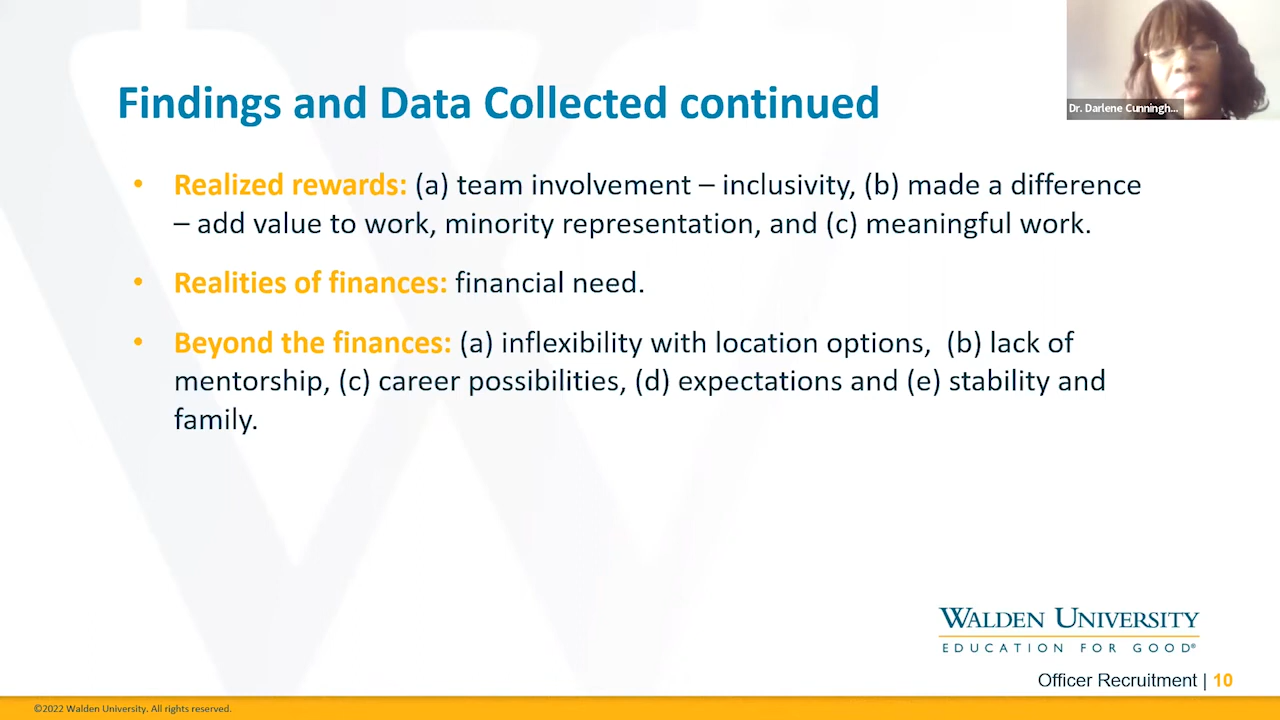 Findings and Data Collected continued
Dr. Darlene Cunningh...
• Realized rewards: (a) team involvement – inclusivity, (b) made a difference
– add value to work, minority representation, and (c) meaningful work.
• Realities of finances: financial need.
• Beyond the finances: (a) inflexibility with location options,  (b) lack of
mentorship, (c) career possibilities, (d) expectations and (e) stability and
family.
WALDEN UNIVERSITY
EDUCATION FOR GOOD®
Officer Recruitment | 10
©2022 Walden University. All rights reserved.